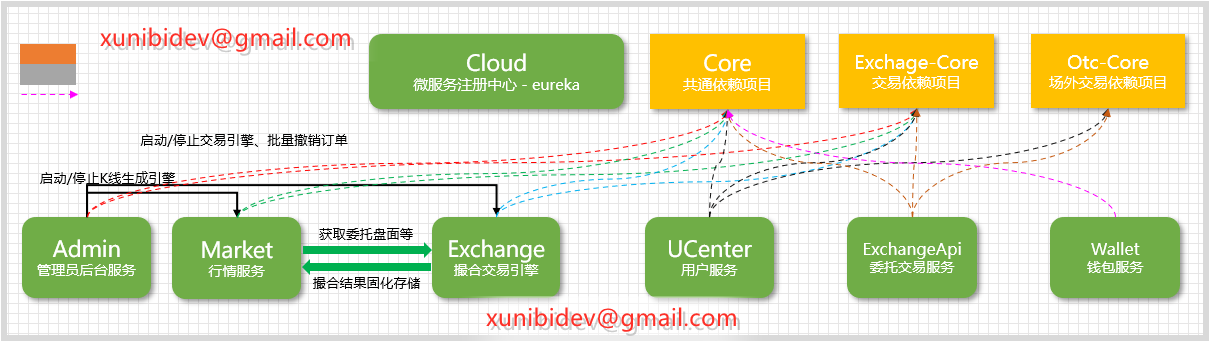 xunibidev@gmail.com
Cloud
微服务注册中心 - eureka
Core
共通依赖项目
Exchage-Core
交易依赖项目
Otc-Core
场外交易依赖项目
启动/停止交易引擎、批量撤销订单
启动/停止K线生成引擎
Admin
管理员后台服务
Market
行情服务
获取委托盘面等
撮合结果固化存储
Exchange
撮合交易引擎
UCenter
用户服务
ExchangeApi
委托交易服务
Wallet
钱包服务
xunibidev@gmail.com